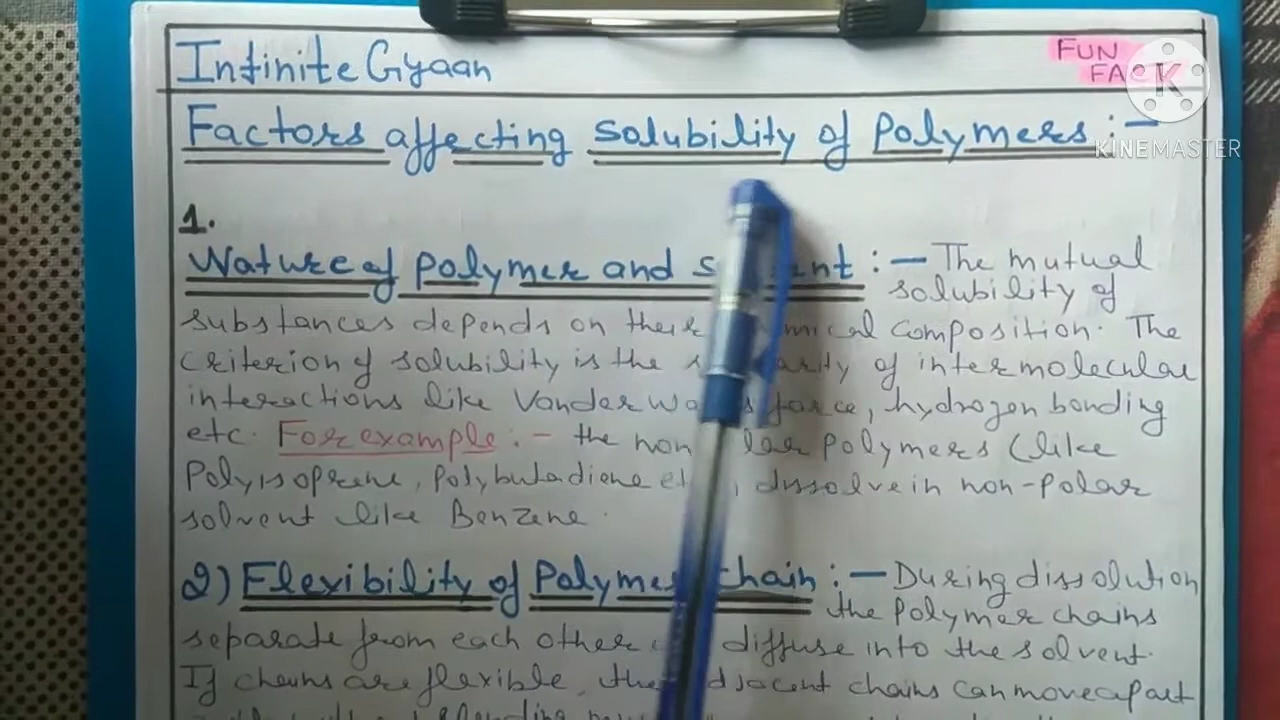 Infinite Gyaan
FUN
FA
K
KINEMASTER
Factors affecting solubility of Polymers :-
1.
Nature of polymer and :- The mutual
solubility of
substances depends on their composition. The
criterion of solubility is the of intermolecular
interactions like Vander force, hydrogen bonding
etc. For example :- the non polymers (like
Polyisoprene, polybutadiene dissolve in non-polar
solvent like Benzene.
2) Flexibility of Polymer chain :- During dissolution
the polymer chains
separate from each other diffuse into the solvent.
If chains are flexible, the adjacent chains can move apart